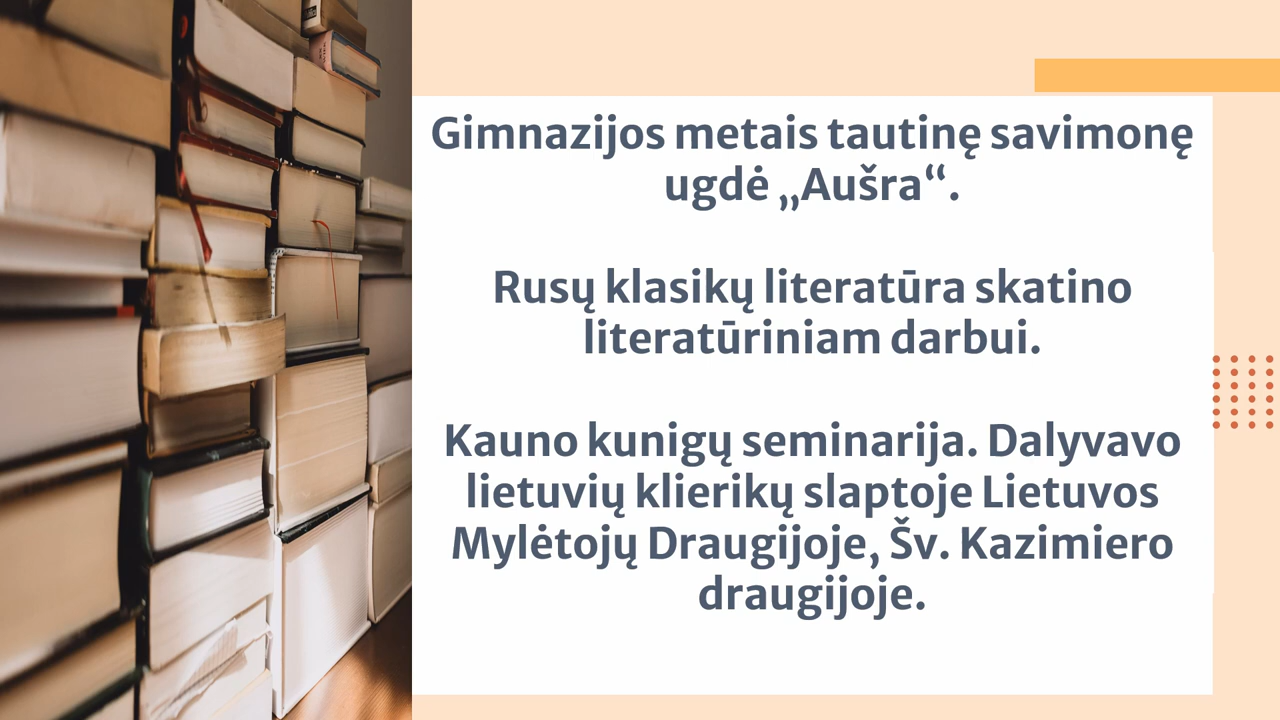 Gimnazijos metais tautinę savimonę
ugdė „Aušra“.
Rusų klasikų literatūra skatino
literatūriniam darbui.
Kauno kunigų seminarija. Dalyvavo
lietuvių klierikų slaptoje Lietuvos
Mylėtojų Draugijoje, Šv. Kazimiero
draugijoje.